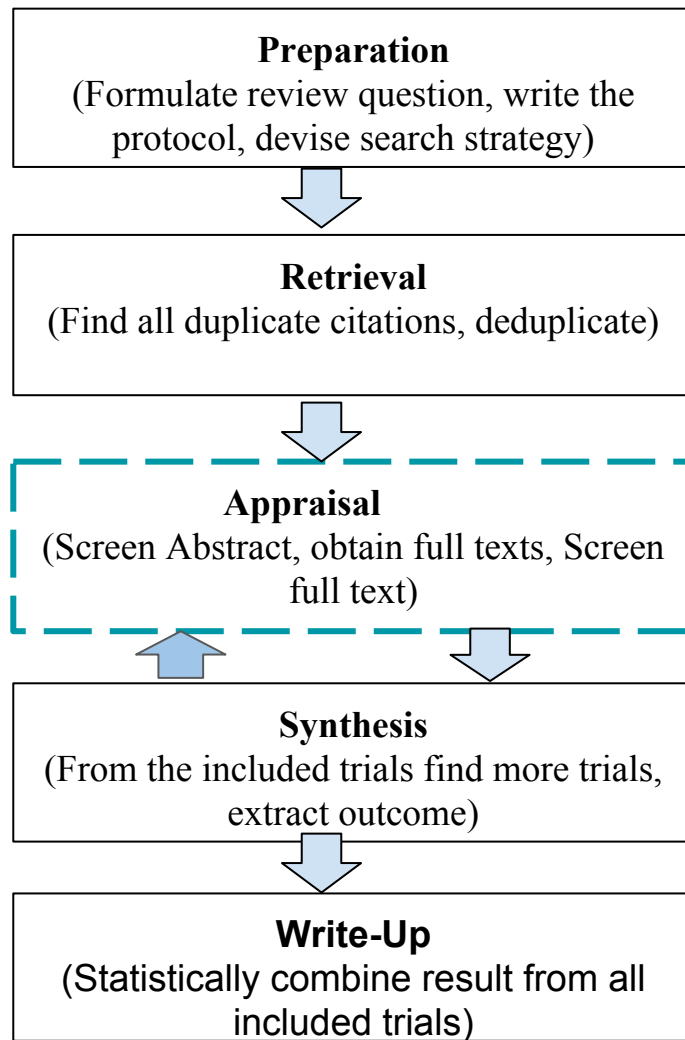 Preparation
(Formulate review question, write the
protocol, devise search strategy)
Retrieval
(Find all duplicate citations, deduplicate)
Appraisal
(Screen Abstract, obtain full texts, Screen
full text)
Synthesis
(From the included trials find more trials,
extract outcome)
Write-Up
(Statistically combine result from all
included trials)